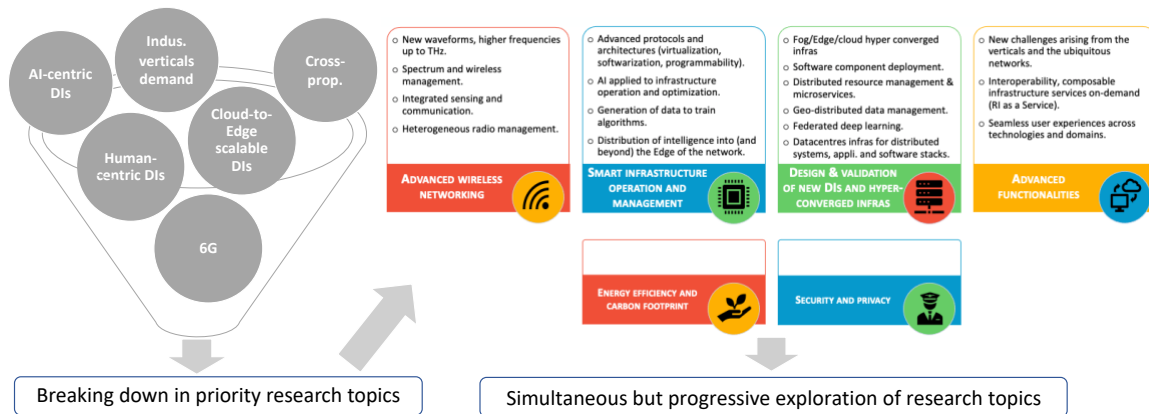 AI-centric
DIs
Indus.
verticals
demand
Cross-
prop.
Human-
centric DIs
Cloud-to-
Edge
scalable
DIs
6G
Breaking down in priority research topics
New waveforms, higher frequencies
up to THz.
Spectrum and wireless
management.
Integrated sensing and
communication.
Heterogeneous radio management.
ADVANCED WIRELESS
NETWORKING
Advanced protocols and
architectures (virtualization,
softwarization, programmability).
AI applied to infrastructure
operation and optimization.
Generation of data to train
algorithms.
Distribution of intelligence into (and
beyond) the Edge of the network.
SMART INFRASTRUCTURE
OPERATION AND
MANAGEMENT
Fog/Edge/cloud hyper converged
infras
Software component deployment.
Distributed resource management &
microservices.
Geo-distributed data management.
Federated deep learning.
Datacentres infras for distributed
systems, appli. and software stacks.
DESIGN & VALIDATION
OF NEW DIS AND HYPER-
CONVERGED INFRAS
New challenges arising from the
verticals and the ubiquitous
networks.
Interoperability, composable
infrastructure services on-demand
(RI as a Service).
Seamless user experiences across
technologies and domains.
ADVANCED
FUNCTIONALITIES
ENERGY EFFICIENCY AND
CARBON FOOTPRINT
SECURITY AND PRIVACY
Simultaneous but progressive exploration of research topics